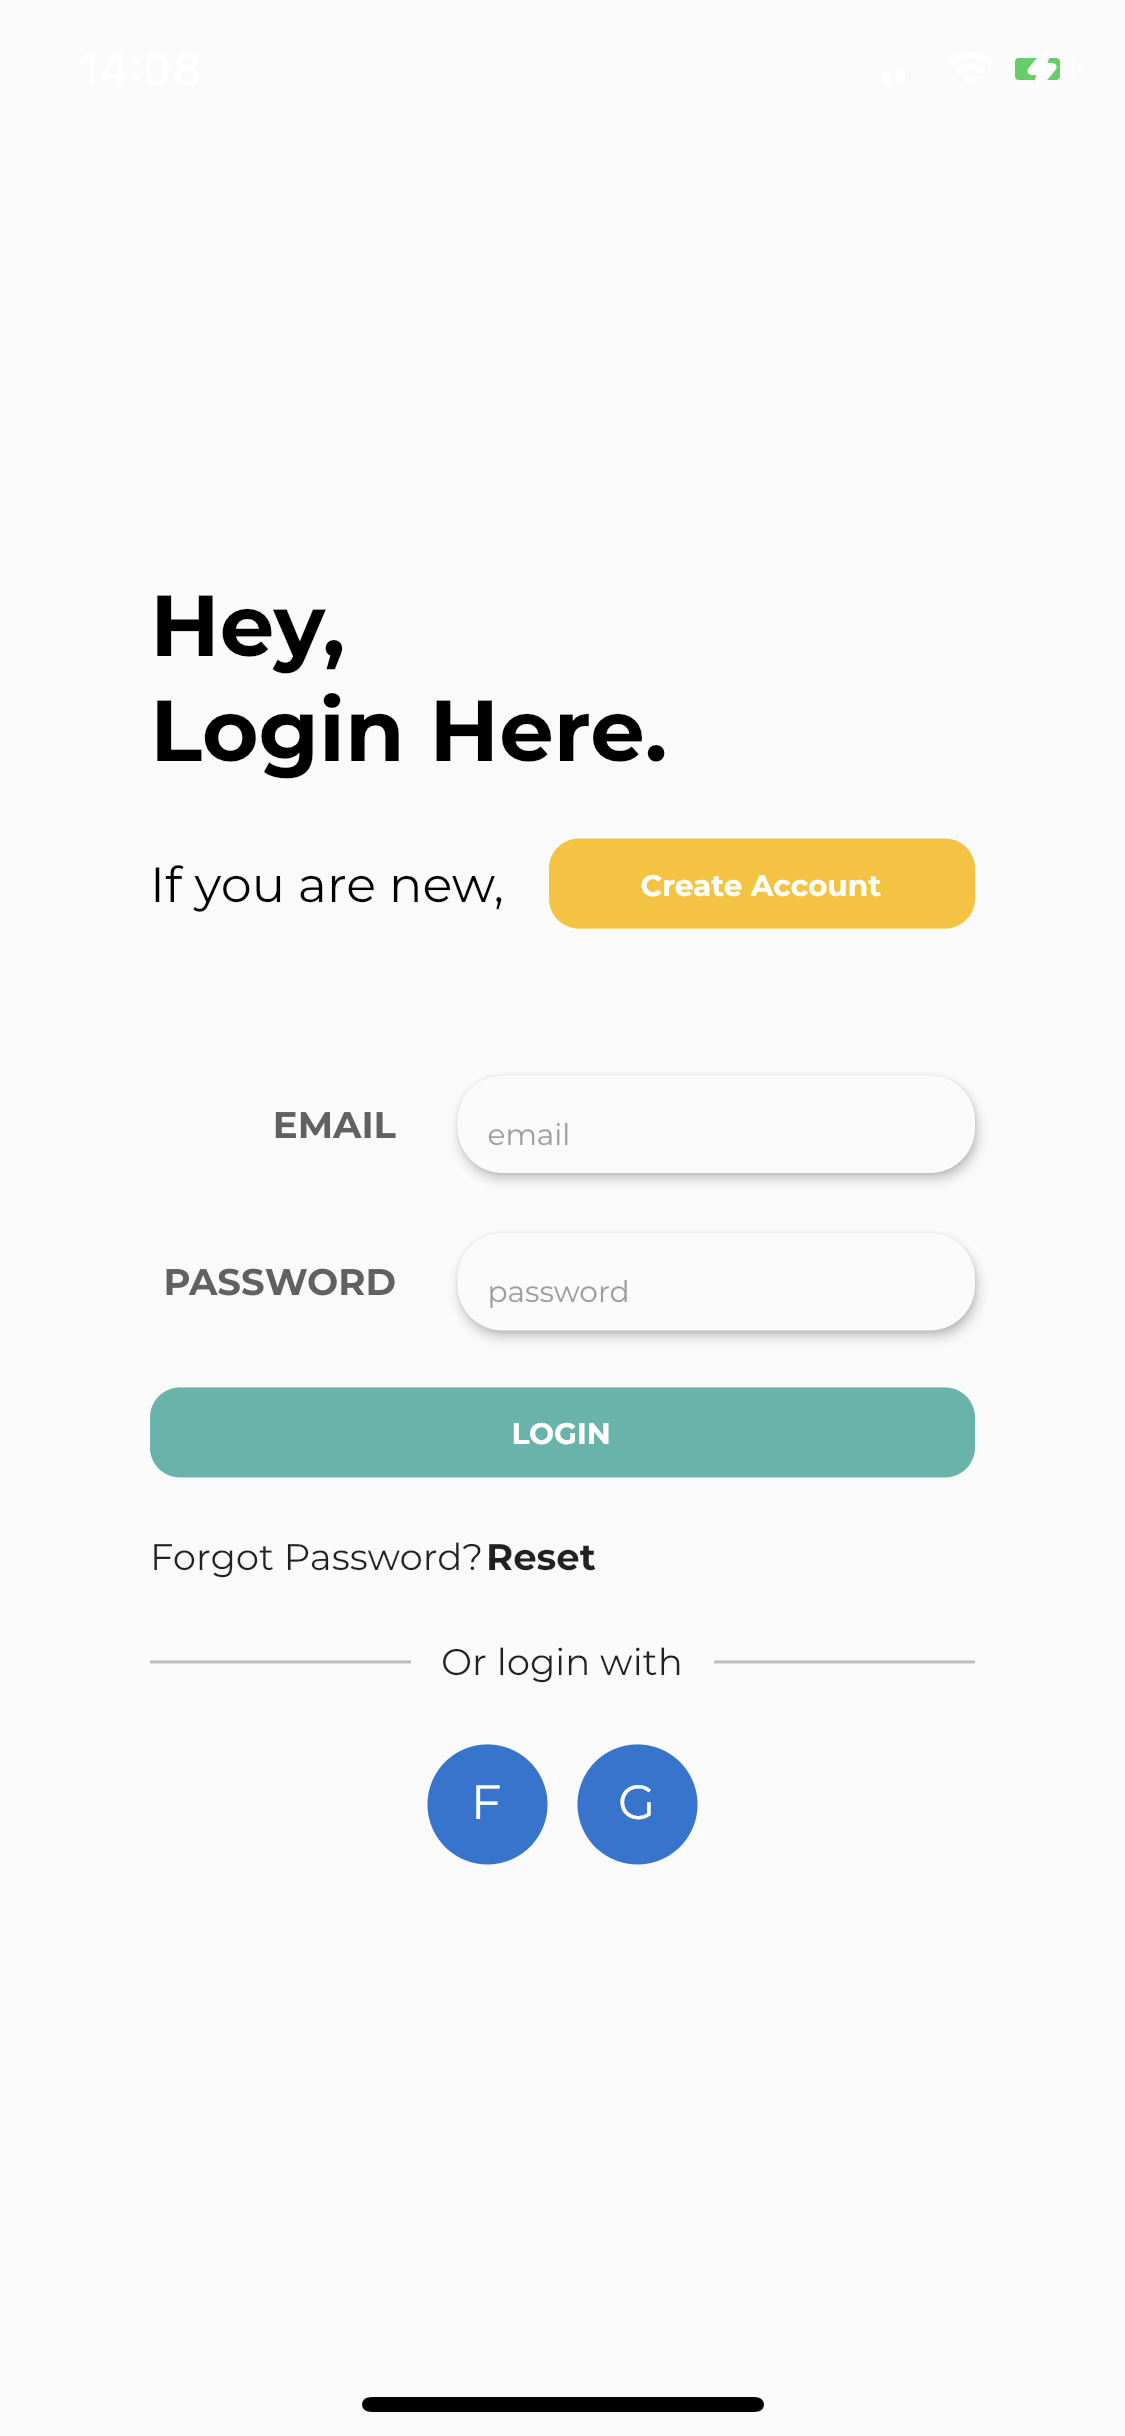 14:08
Hey,
Login Here.
If you are new, Create Account
EMAIL email
PASSWORD password
LOGIN
Forgot Password? Reset
Or login with
F G